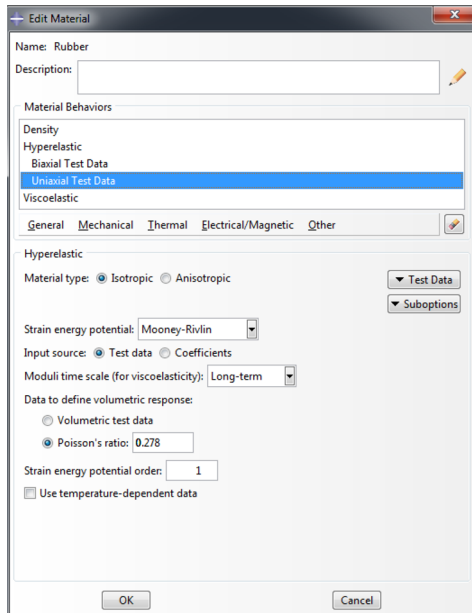 Edit Material
Name: Rubber
Description:
Material Behaviors
Density
Hyperelastic
Biaxial Test Data
Uniaxial Test Data
Viscoelastic
General Mechanical Thermal Electrical/Magnetic Other
Hyperelastic
Material type: Isotropic Anisotropic
Test Data
Suboptions
Strain energy potential: Mooney-Rivlin
Input source: Test data Coefficients
Moduli time scale (for viscoelasticity): Long-term
Data to define volumetric response:
Volumetric test data
Poisson's ratio: 0.278
Strain energy potential order: 1
Use temperature-dependent data
OK Cancel